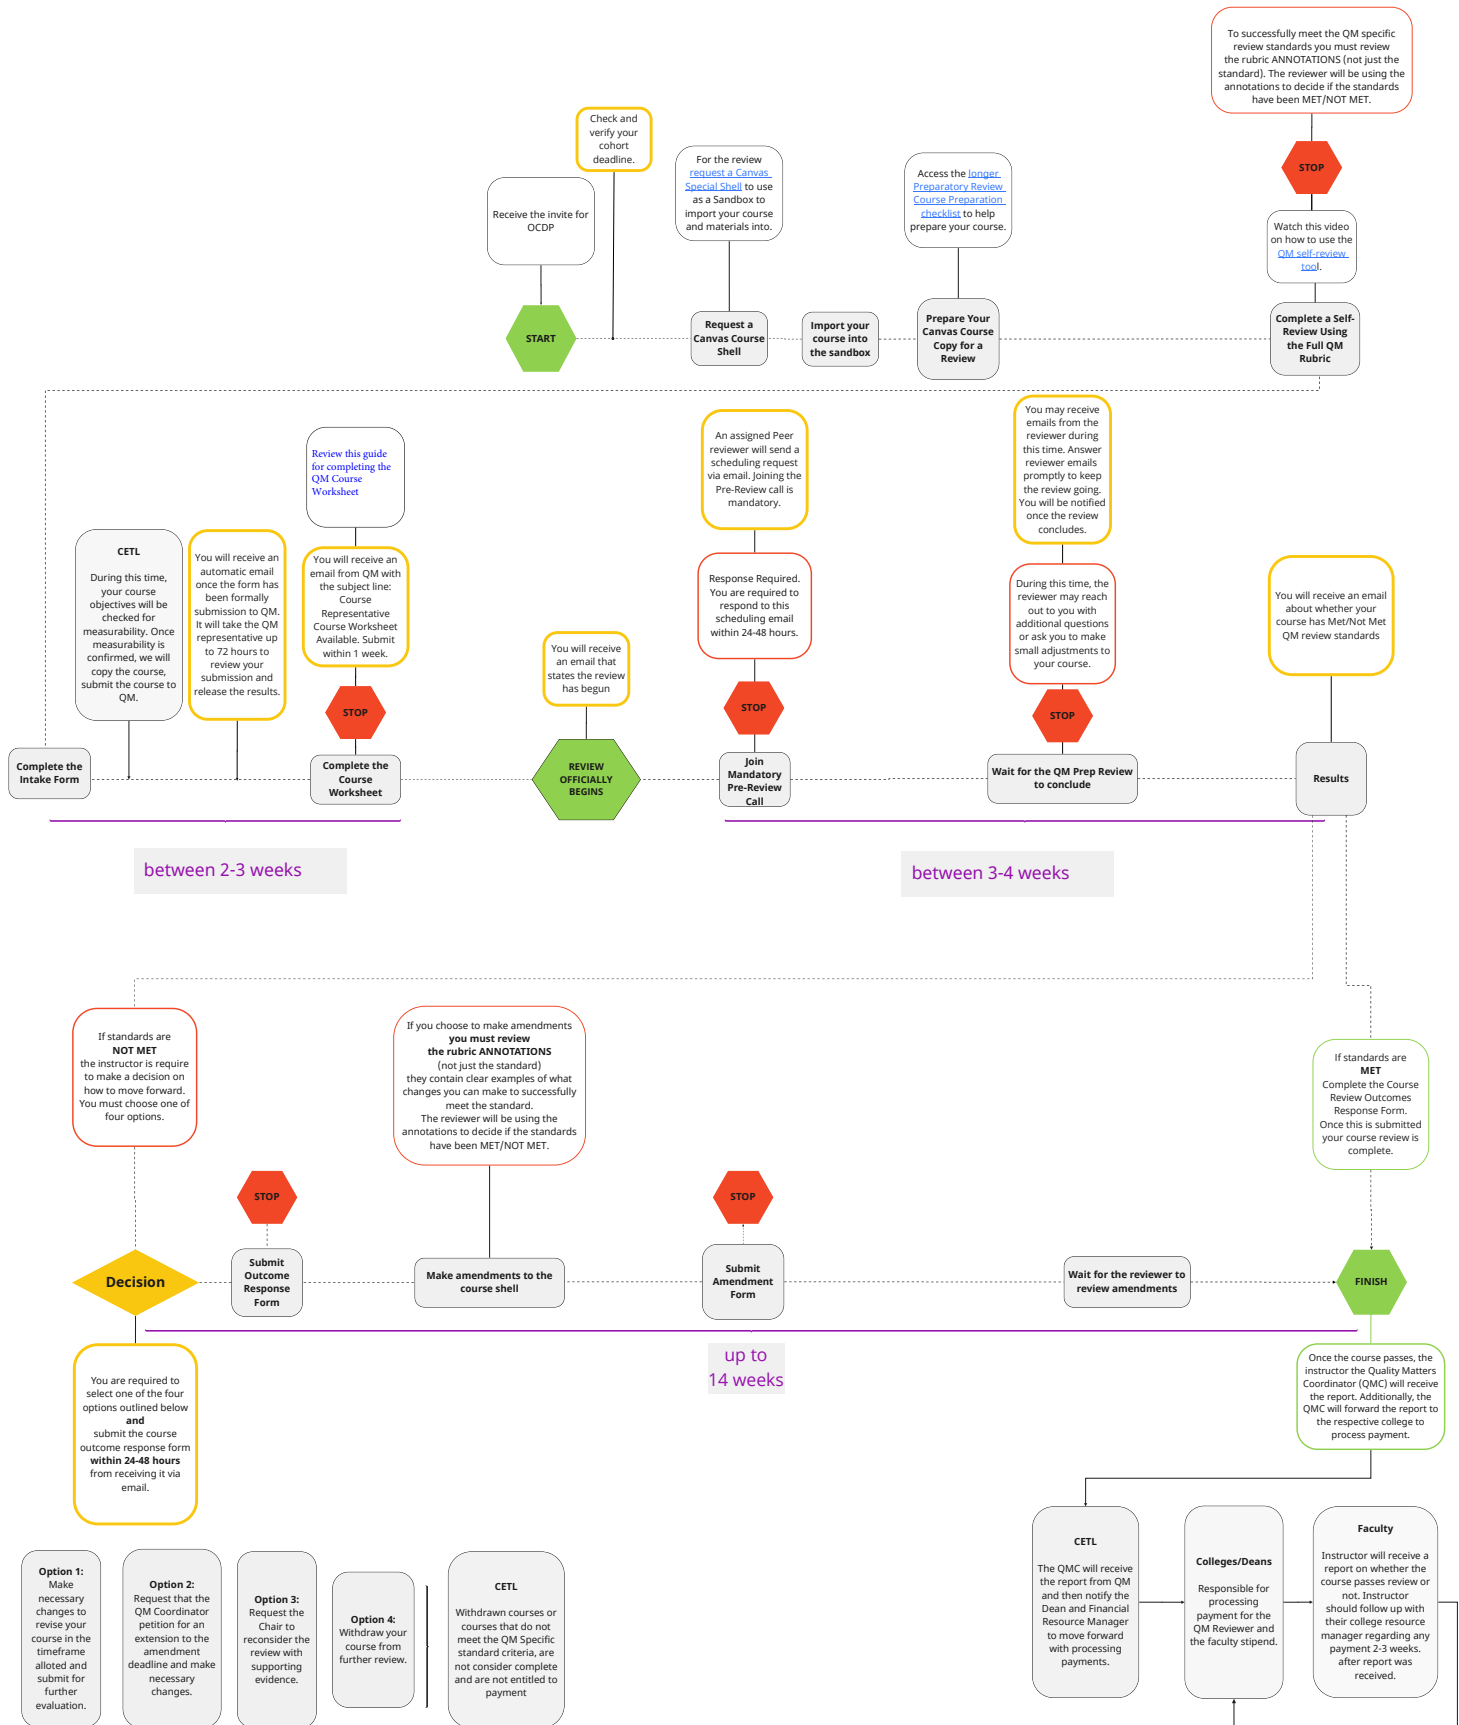 To successfully meet the QM specific
review standards you must review
the rubric ANNOTATIONS (not just the
standard). The reviewer will be using the
annotations to decide if the standards
have been MET/NOT MET.
Check and
verify your
cohort
deadline.
For the review
request a Canvas
Special Shell to use
as a Sandbox to
import your course
and materials into.
Access the longer
Preparatory Review
Course Preparation
checklist to help
prepare your course.
STOP
Receive the invite for
OCDP
Watch this video
on how to use the
QM self-review
tool.
START
Request a
Canvas Course
Shell
Import your
course into
the sandbox
Prepare Your
Canvas Course
Copy for a
Review
Complete a Self-
Review Using
the Full QM
Rubric
CETL
During this time,
your course
objectives will be
checked for
measurability. Once
measurability is
confirmed, we will
copy the course,
submit the course to
QM.
You will receive an
automatic email
once the form has
been formally
submission to QM.
It will take the QM
representative up
to 72 hours to
review your
submission and
release the results.
Review this guide
for completing the
QM Course
Worksheet
You will receive an
email from QM with
the subject line:
Course
Representative
Course Worksheet
Available. Submit
within 1 week.
STOP
You will receive
an email that
states the review
has begun
An assigned Peer
reviewer will send a
scheduling request
via email. Joining the
Pre-Review call is
mandatory.
Response Required.
You are required to
respond to this
scheduling email
within 24-48 hours.
STOP
You may receive
emails from the
reviewer during
this time. Answer
reviewer emails
promptly to keep
the review going.
You will be notified
once the review
concludes.
During this time, the
reviewer may reach
out to you with
additional questions
or ask you to make
small adjustments to
your course.
STOP
You will receive an email
about whether your
course has Met/Not Met
QM review standards
Complete the
Intake Form
Complete the
Course
Worksheet
REVIEW
OFFICIALLY
BEGINS
Join
Mandatory
Pre-Review
Call
Wait for the QM Prep Review
to conclude
Results
between 2-3 weeks
between 3-4 weeks
If standards are
NOT MET
the instructor is require
to make a decision on
how to move forward.
You must choose one of
four options.
STOP
If you choose to make amendments
you must review
the rubric ANNOTATIONS
(not just the standard)
they contain clear examples of what
changes you can make to successfully
meet the standard.
The reviewer will be using the
annotations to decide if the standards
have been MET/NOT MET.
STOP
If standards are
MET
Complete the Course
Review Outcomes
Response Form.
Once this is submitted
your course review is
complete.
Decision
Submit
Outcome
Response
Form
Make amendments to the
course shell
Submit
Amendment
Form
Wait for the reviewer to
review amendments
FINISH
up to
14 weeks
You are required to
select one of the four
options outlined below
and
submit the course
outcome response form
within 24-48 hours
from receiving it via
email.
Once the course passes, the
instructor the Quality Matters
Coordinator (QMC) will receive
the report. Additionally, the
QMC will forward the report to
the respective college to
process payment.
Option 1:
Make
necessary
changes to
revise your
course in the
timeframe
alloted and
submit for
further
evaluation.
Option 2:
Request that the
QM Coordinator
petition for an
extension to the
amendment
deadline and make
necessary
changes.
Option 3:
Request the
Chair to
reconsider the
review with
supporting
evidence.
Option 4:
Withdraw your
course from
further review.
CETL
Withdrawn courses or
courses that do not
meet the QM Specific
standard criteria, are
not consider complete
and are not entitled to
payment
CETL
The QMC will receive
the report from QM
and then notify the
Dean and Financial
Resource Manager
to move forward
with processing
payments.
Colleges/Deans
Responsible for
processing
payment for the
QM Reviewer and
the faculty stipend.
Faculty
Instructor will receive a
report on whether the
course passes review or
not. Instructor
should follow up with
their college resource
manager regarding any
payment 2-3 weeks.
after report was
received.